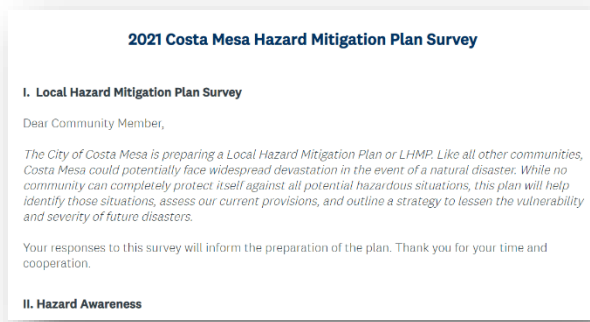 2021 Costa Mesa Hazard Mitigation Plan Survey
I. Local Hazard Mitigation Plan Survey
Dear Community Member,
The City of Costa Mesa is preparing a Local Hazard Mitigation Plan or LHMP. Like all other communities,
Costa Mesa could potentially face widespread devastation in the event of a natural disaster. While no
community can completely protect itself against all potential hazardous situations, this plan will help
identify those situations, assess our current provisions, and outline a strategy to lessen the vulnerability
and severity of future disasters.
Your responses to this survey will inform the preparation of the plan. Thank you for your time and
cooperation.
II. Hazard Awareness